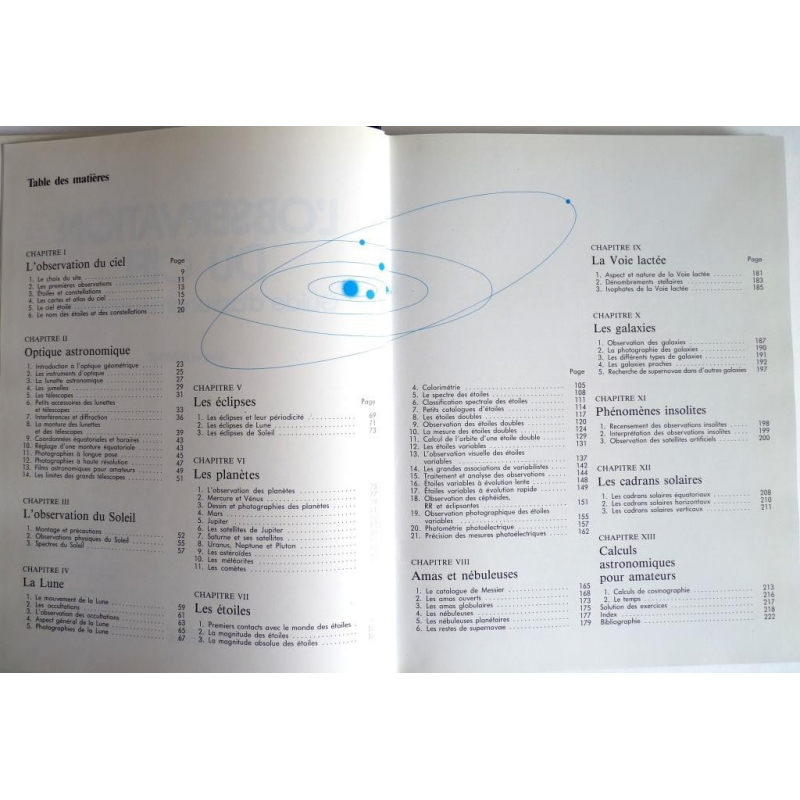 Table des matières
CHAPITRE I
L'observation du ciel Page
1. Le choix du site 9
2. Les premières observations 11
3. Étoiles et constellations 13
4. Les cartes et atlas du ciel 15
5. Le ciel étoilé 17
6. Le nom des étoiles et des constellations 20
CHAPITRE II
Optique astronomique
1. Introduction à l'optique géométrique 23
2. Les instruments d'optique 25
3. La lunette astronomique 27
4. Les jumelles 29
5. Les télescopes 31
6. Petits accessoires des lunettes
et télescopes 33
7. Interférences et diffraction 36
8. La monture des lunettes
et des télescopes 39
9. Coordonnées équatoriales et horaires 43
10. Réglage d'une monture équatoriale 43
11. Photographies à longue pose 45
12. Photographies à haute résolution 47
13. Films astronomiques pour amateurs 49
14. Les limites des grands télescopes 51
CHAPITRE III
L'observation du Soleil
1. Montage et précautions 52
2. Observations physiques du Soleil 55
3. Spectres du Soleil 57
CHAPITRE IV
La Lune
1. Le mouvement de la Lune 59
2. Les occultations 61
3. L'observation des occultations 63
4. Aspect général de la Lune 65
5. Photographies de la Lune 67
CHAPITRE V
Les éclipses Page
1. Les éclipses et leur périodicité 69
2. Les éclipses de Lune 71
3. Les éclipses de Soleil 73
CHAPITRE VI
Les planètes
1. L'observation des planètes
2. Mercure et Vénus
3. Dessin et photographies des planètes
4. Mars
5. Jupiter
6. Les satellites de Jupiter
7. Saturne et ses satellites
8. Uranus, Neptune et Pluton
9. Les astéroïdes
10. Les météorites
11. Les comètes
CHAPITRE VII
Les étoiles
1. Premiers contacts avec le monde des étoiles
2. La magnitude des étoiles
3. La magnitude absolue des étoiles
Page
4. Colorimétrie 105
5. Le spectre des étoiles 108
6. Classification spectrale des étoiles 111
7. Petits catalogues d'étoiles 114
8. Les étoiles doubles 117
9. Observation des étoiles doubles 120
10. La mesure des étoiles doubles 124
11. Calcul de l'orbite d'une étoile double 129
12. Les étoiles variables 131
13. L'observation visuelle des étoiles
variables 137
14. Les grandes associations de variabilistes 142
15. Traitement et analyse des observations 144
16. Étoiles variables à évolution lente 148
17. Étoiles variables à évolution rapide 149
18. Observation des céphéides,
RR et éclipsantes 151
19. Observation photographique des étoiles
variables 155
20. Photométrie photoélectrique 157
21. Précision des mesures photoélectriques 162
CHAPITRE VIII
Amas et nébuleuses
1. Le catalogue de Messier 165
2. Les amas ouverts 168
3. Les amas globulaires 173
4. Les nébuleuses 175
5. Les nébuleuses planétaires 177
6. Les restes de supernovae 179
CHAPITRE IX
La Voie lactée Page
1. Aspect et nature de la Voie lactée 181
2. Dénombrements stellaires 183
3. Isophotes de la Voie lactée 185
CHAPITRE X
Les galaxies
1. Observation des galaxies 187
2. La photographie des galaxies 190
3. Les différents types de galaxies 191
4. Les galaxies proches 192
5. Recherche de supernovae dans d'autres galaxies 197
CHAPITRE XI
Phénomènes insolites
1. Recensement des observations insolites 198
2. Interprétation des observations insolites 199
3. Observation des satellites artificiels 200
CHAPITRE XII
Les cadrans solaires
1. Les cadrans solaires équatoriaux 208
2. Les cadrans solaires horizontaux 210
3. Les cadrans solaires verticaux 211
CHAPITRE XIII
Calculs
astronomiques
pour amateurs
1. Calculs de cosmographie 213
2. Le temps 216
Solution des exercices 217
Index 218
Bibliographie 222